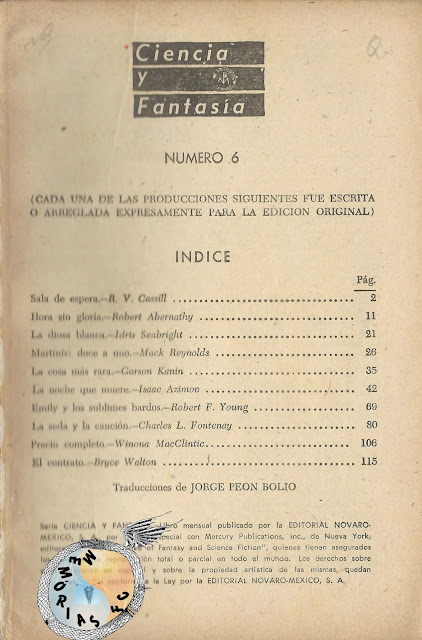 Ciencia
y
Fantasía
NUMERO 6
(CADA UNA DE LAS PRODUCCIONES SIGUIENTES FUE ESCRITA
O ARREGLADA EXPRESAMENTE PARA LA EDICION ORIGINAL)
INDICE
Pág.
Sala de espera.—R. V. Cassill 2
Hora sin gloria.—Robert Abernathy 11
La diosa blanca.—Idris Seabright 21
Martinis: doce a uno.—Mack Reynolds 26
La cosa más rara.—Garson Kanin 35
La noche que muere.—Isaac Azimov 42
Emily y los sublimes bardos.—Robert F. Young 69
La seda y la canción.—Charles L. Fontenay 80
Precio completo.—Winona MacClintic 106
El contrato.—Bryce Walton 115
Traducciones de JORGE PEON BOLIO
Serie CIENCIA Y Libro mensual publicado por la EDITORIAL NOVARO-
MEXICO, S. A. por con Mercury Publications, Inc., de Nueva York,
of Fantasy and Science Fiction", quienes tienen asegurados
total o parcial en todo el mundo. Los derechos sobre
y sobre la propiedad artística de las mismas, quedan
a la Ley por la EDITORIAL NOVARO-MEXICO, S. A.
MEMORIAS